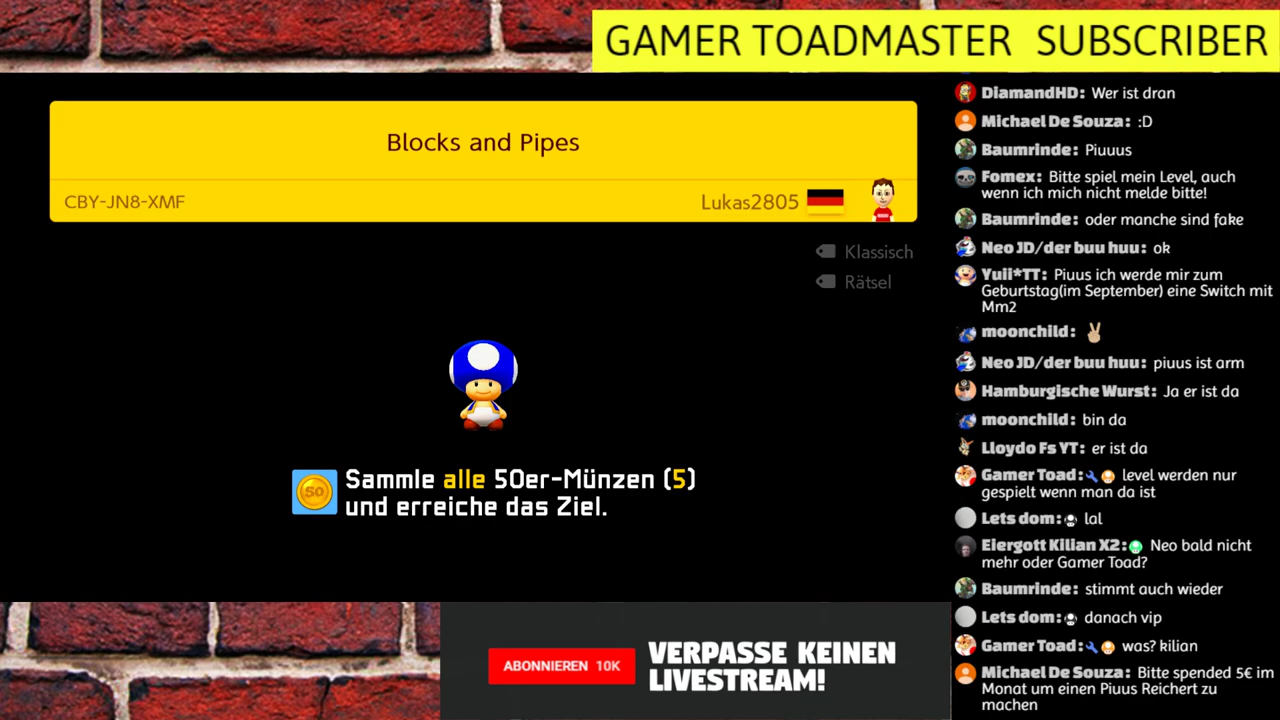 GAMER TOADMASTER SUBSCRIBER
Blocks and Pipes
CBY-JN8-XMF
Lukas2805
Klassisch
Rätsel
50
Sammle alle 50er-Münzen (5)
und erreiche das Ziel.
ABONNIEREN 10K
VERPASSE KEINEN
LIVESTREAM!
DiamandHD: Wer ist dran
Michael De Souza: :D
Baumrinde: Piuuus
Fomex: Bitte spiel mein Level, auch
wenn ich mich nicht melde bitte!
Baumrinde: oder manche sind fake
Neo JD/der buu huu: ok
Yuii*TT: Piuus ich werde mir zum
Geburtstag(im September) eine Switch mit
Mm2
moonchild: ✌🏼
Neo JD/der buu huu: piuus ist arm
Hamburgische Wurst: Ja er ist da
moonchild: bin da
Lloydo Fs YT: er ist da
Gamer Toad: level werden nur
gespielt wenn man da ist
Lets dom: lal
Eiergott Kilian X2: Neo bald nicht
mehr oder Gamer Toad?
Baumrinde: stimmt auch wieder
Lets dom: danach vip
Gamer Toad: was? kilian
Michael De Souza: Bitte spended 5€ im
Monat um einen Piuus Reichert zu
machen